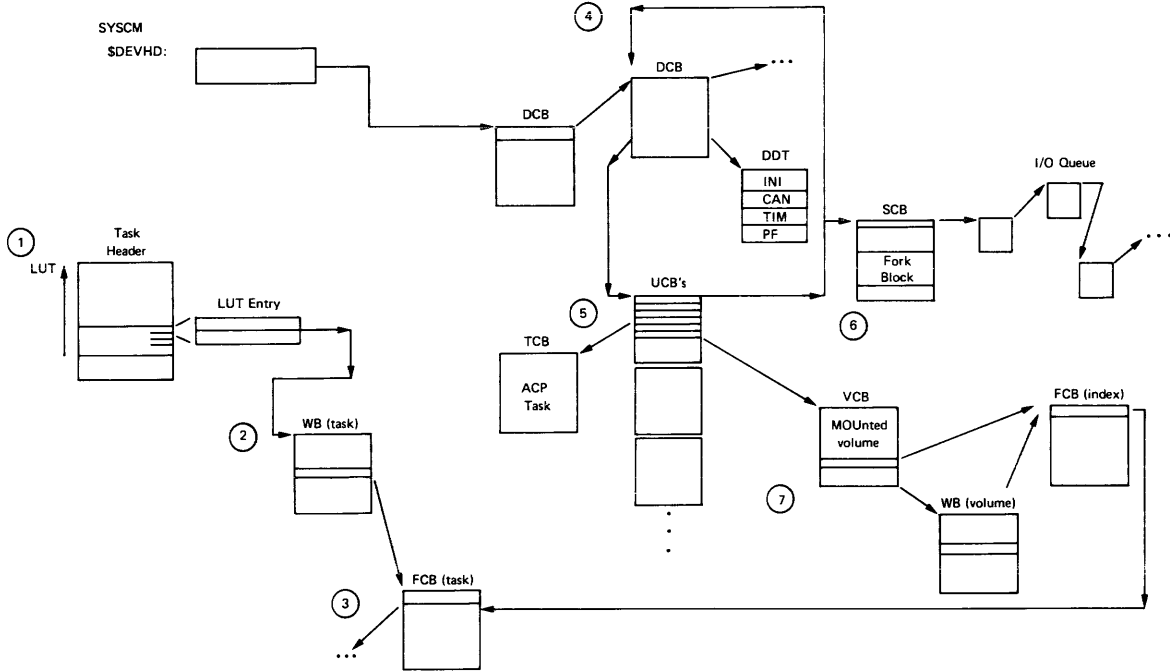 SYSCM
$DEVHD:
4
DCB
...
DCB
DDT
INI
CAN
TIM
PF
I/O Queue
SCB
Fork
Block
...
1
Task
Header
LUT
LUT Entry
UCB's
5
6
TCB
ACP
Task
2
WB (task)
VCB
MOUnted
volume
FCB (index)
7
WB (volume)
...
3
FCB (task)
...